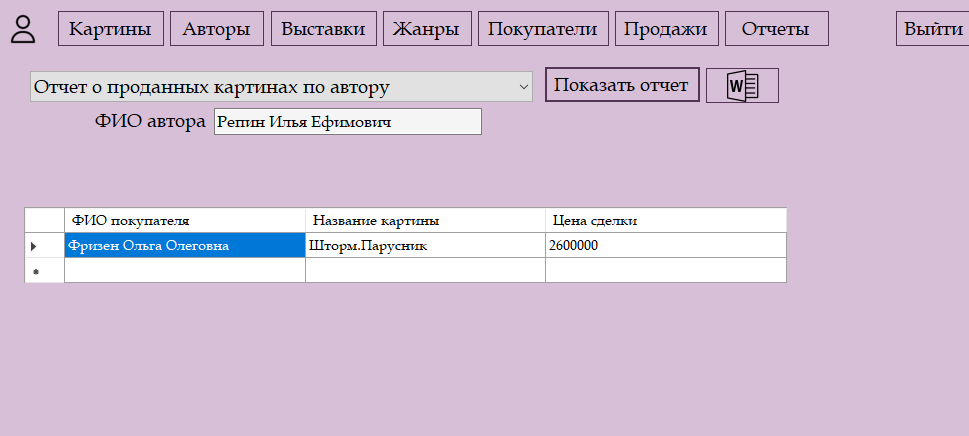 Картины Авторы Выставки Жанры Покупатели Продажи Отчеты Выйти
Отчет о проданных картинах по автору Показать отчет W
ФИО автора Репин Илья Ефимович
ФИО покупателя Название картины Цена сделки
Фризен Ольга Олеговна Шторм.Парусник 2600000